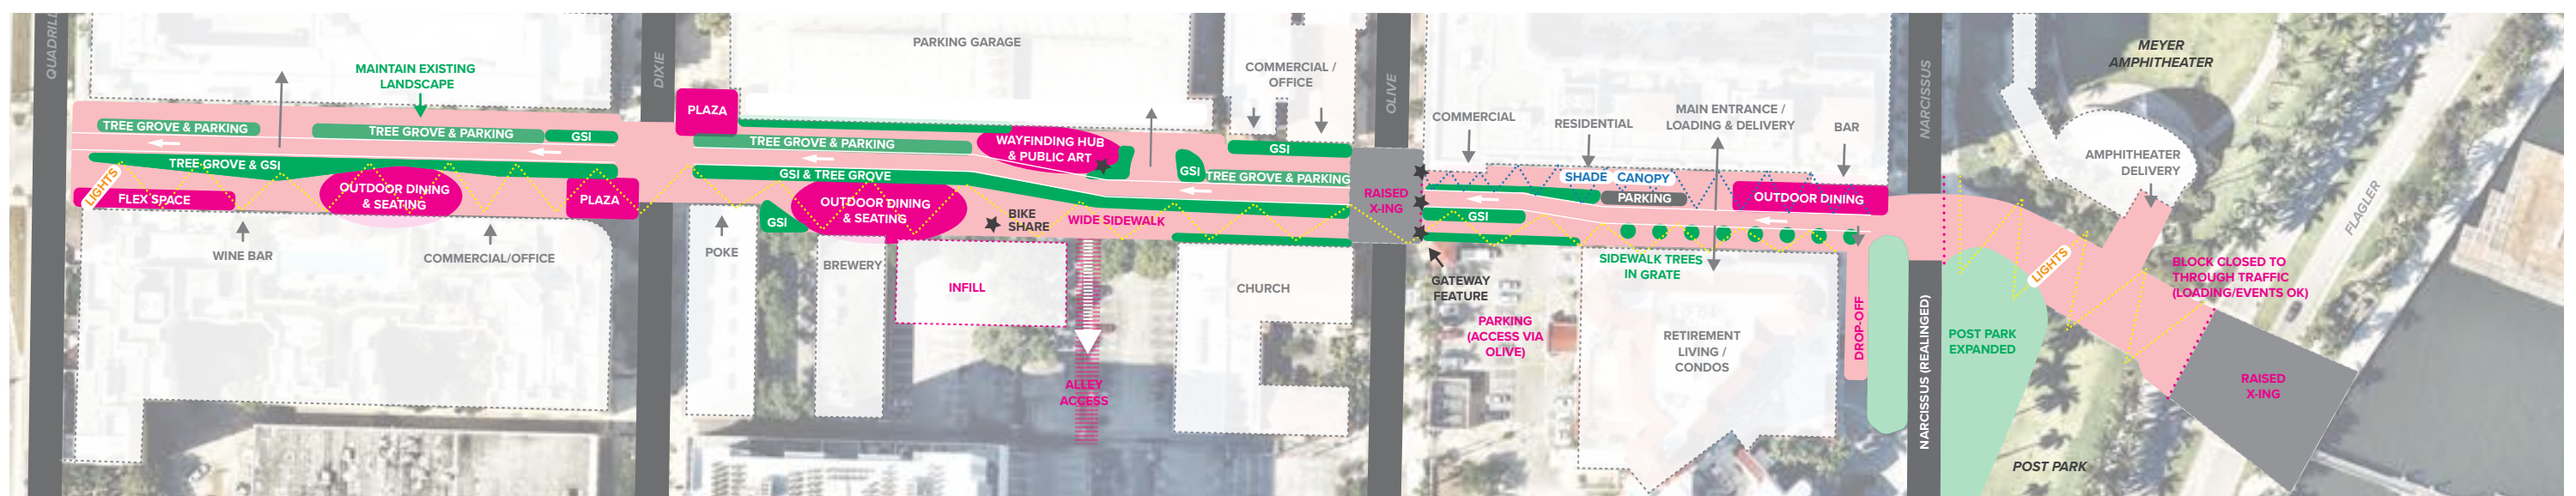 QUADRILL
MAINTAIN EXISTING
LANDSCAPE
TREE GROVE & PARKING
TREE GROVE & PARKING
GSI
TREE GROVE & GSI
LIGHTS
FLEX SPACE
OUTDOOR DINING
& SEATING
PLAZA
WINE BAR
COMMERCIAL/OFFICE
DIXIE
PLAZA
PARKING GARAGE
COMMERCIAL /
OFFICE
TREE GROVE & PARKING
WAYFINDING HUB
& PUBLIC ART
GSI
GSI
TREE GROVE & PARKING
GSI & TREE GROVE
OUTDOOR DINING
& SEATING
GSI
BIKE
SHARE
WIDE SIDEWALK
POKE
BREWERY
INFILL
ALLEY
ACCESS
CHURCH
OLIVE
RAISED
X-ING
COMMERCIAL
RESIDENTIAL
MAIN ENTRANCE /
LOADING & DELIVERY
BAR
SHADE CANOPY
PARKING
OUTDOOR DINING
GSI
SIDEWALK TREES
IN GRATE
GATEWAY
FEATURE
PARKING
(ACCESS VIA
OLIVE)
RETIREMENT
LIVING /
CONDOS
DROP-OFF
NARCISSUS
NARCISSUS (REALINGED)
MEYER
AMPHITHEATER
AMPHITHEATER
DELIVERY
FLAGLER
LIGHTS
BLOCK CLOSED TO
THROUGH TRAFFIC
(LOADING/EVENTS OK)
POST PARK
EXPANDED
RAISED
X-ING
POST PARK